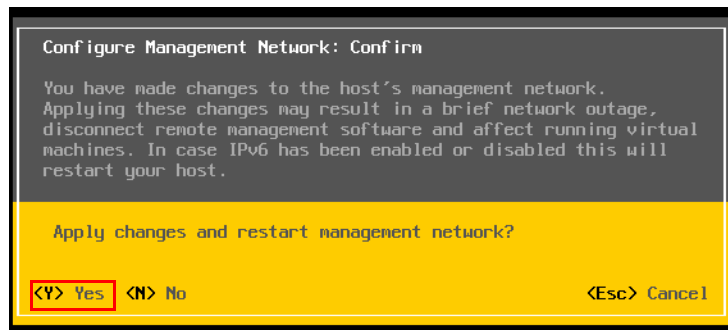 Configure Management Network: Confirm
You have made changes to the host's management network.
Applying these changes may result in a brief network outage,
disconnect remote management software and affect running virtual
machines. In case IPv6 has been enabled or disabled this will
restart your host.
Apply changes and restart management network?
<Y> Yes <N> No <Esc> Cancel